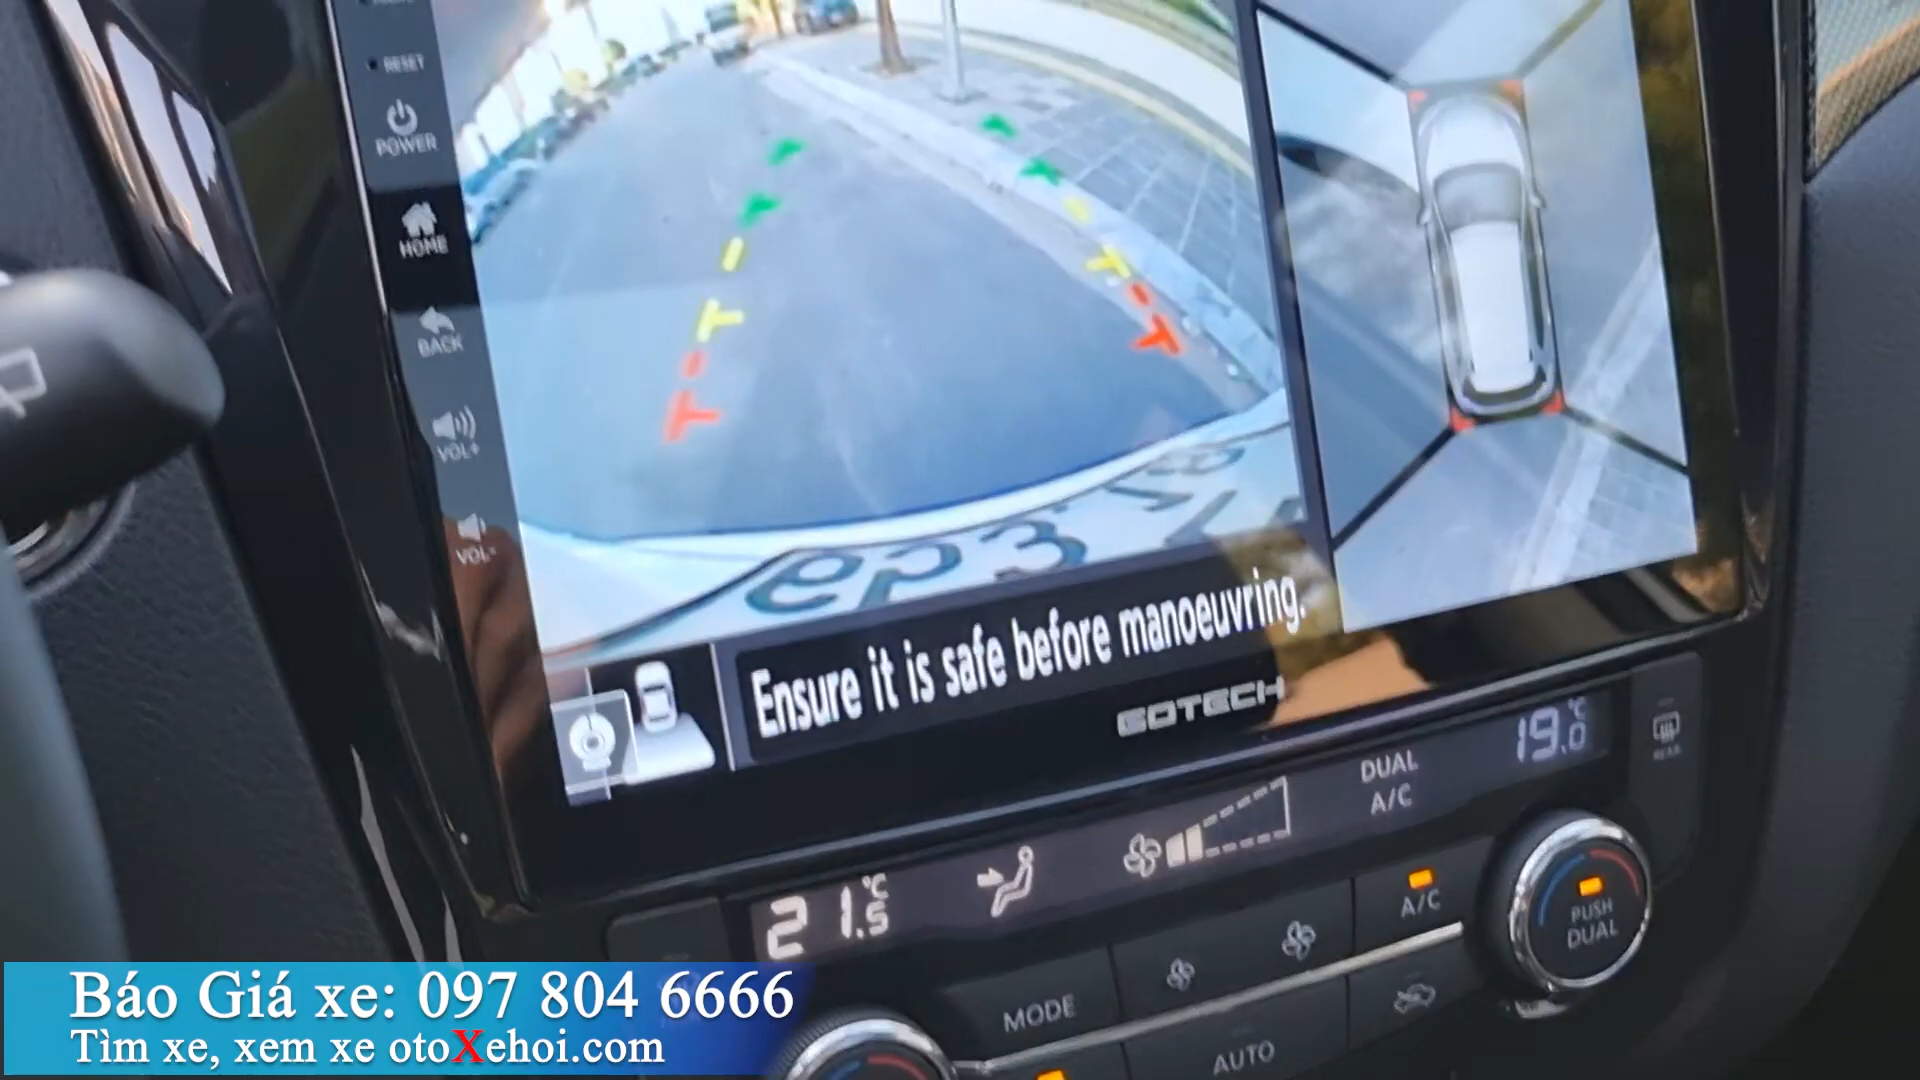 RESET
POWER
HOME
BACK
VOL+
VOL-
Ensure it is safe before manoeuvring.
GOTECH
21.5°C
DUAL
A/C
19.0°C
REAR
A/C
PUSH
DUAL
MODE
AUTO
Báo Giá xe: 097 804 6666
Tìm xe, xem xe otoXehoi.com